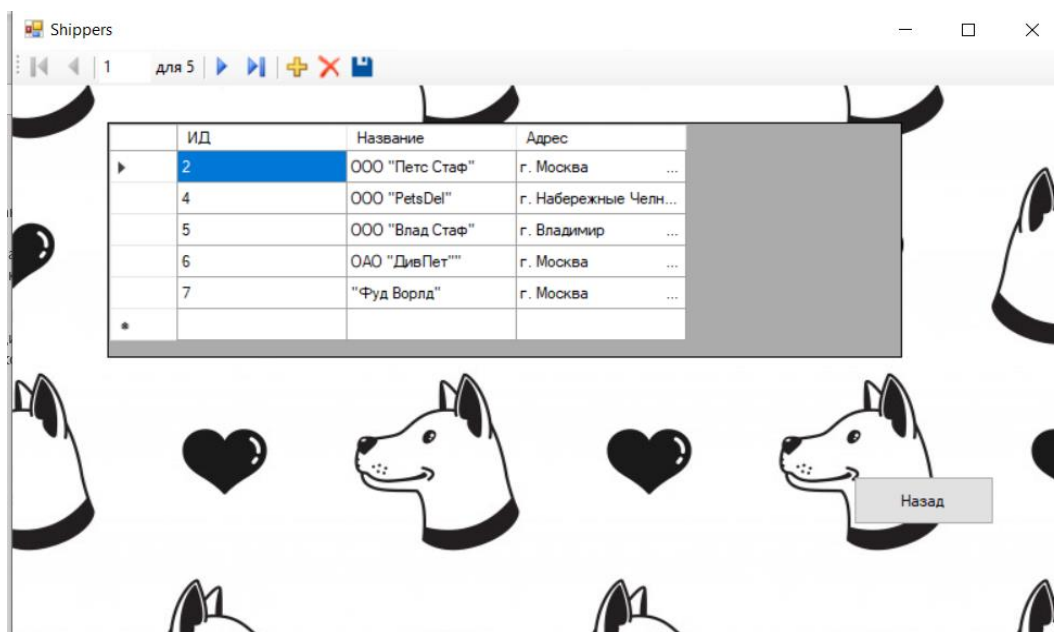 Shippers
1 для 5
ИД Название Адрес
2 ООО "Петс Стаф" г. Москва ...
4 ООО "PetsDel" г. Набережные Челн...
5 ООО "Влад Стаф" г. Владимир ...
6 ОАО "ДивПет"" г. Москва ...
7 "Фуд Ворлд" г. Москва ...
Назад